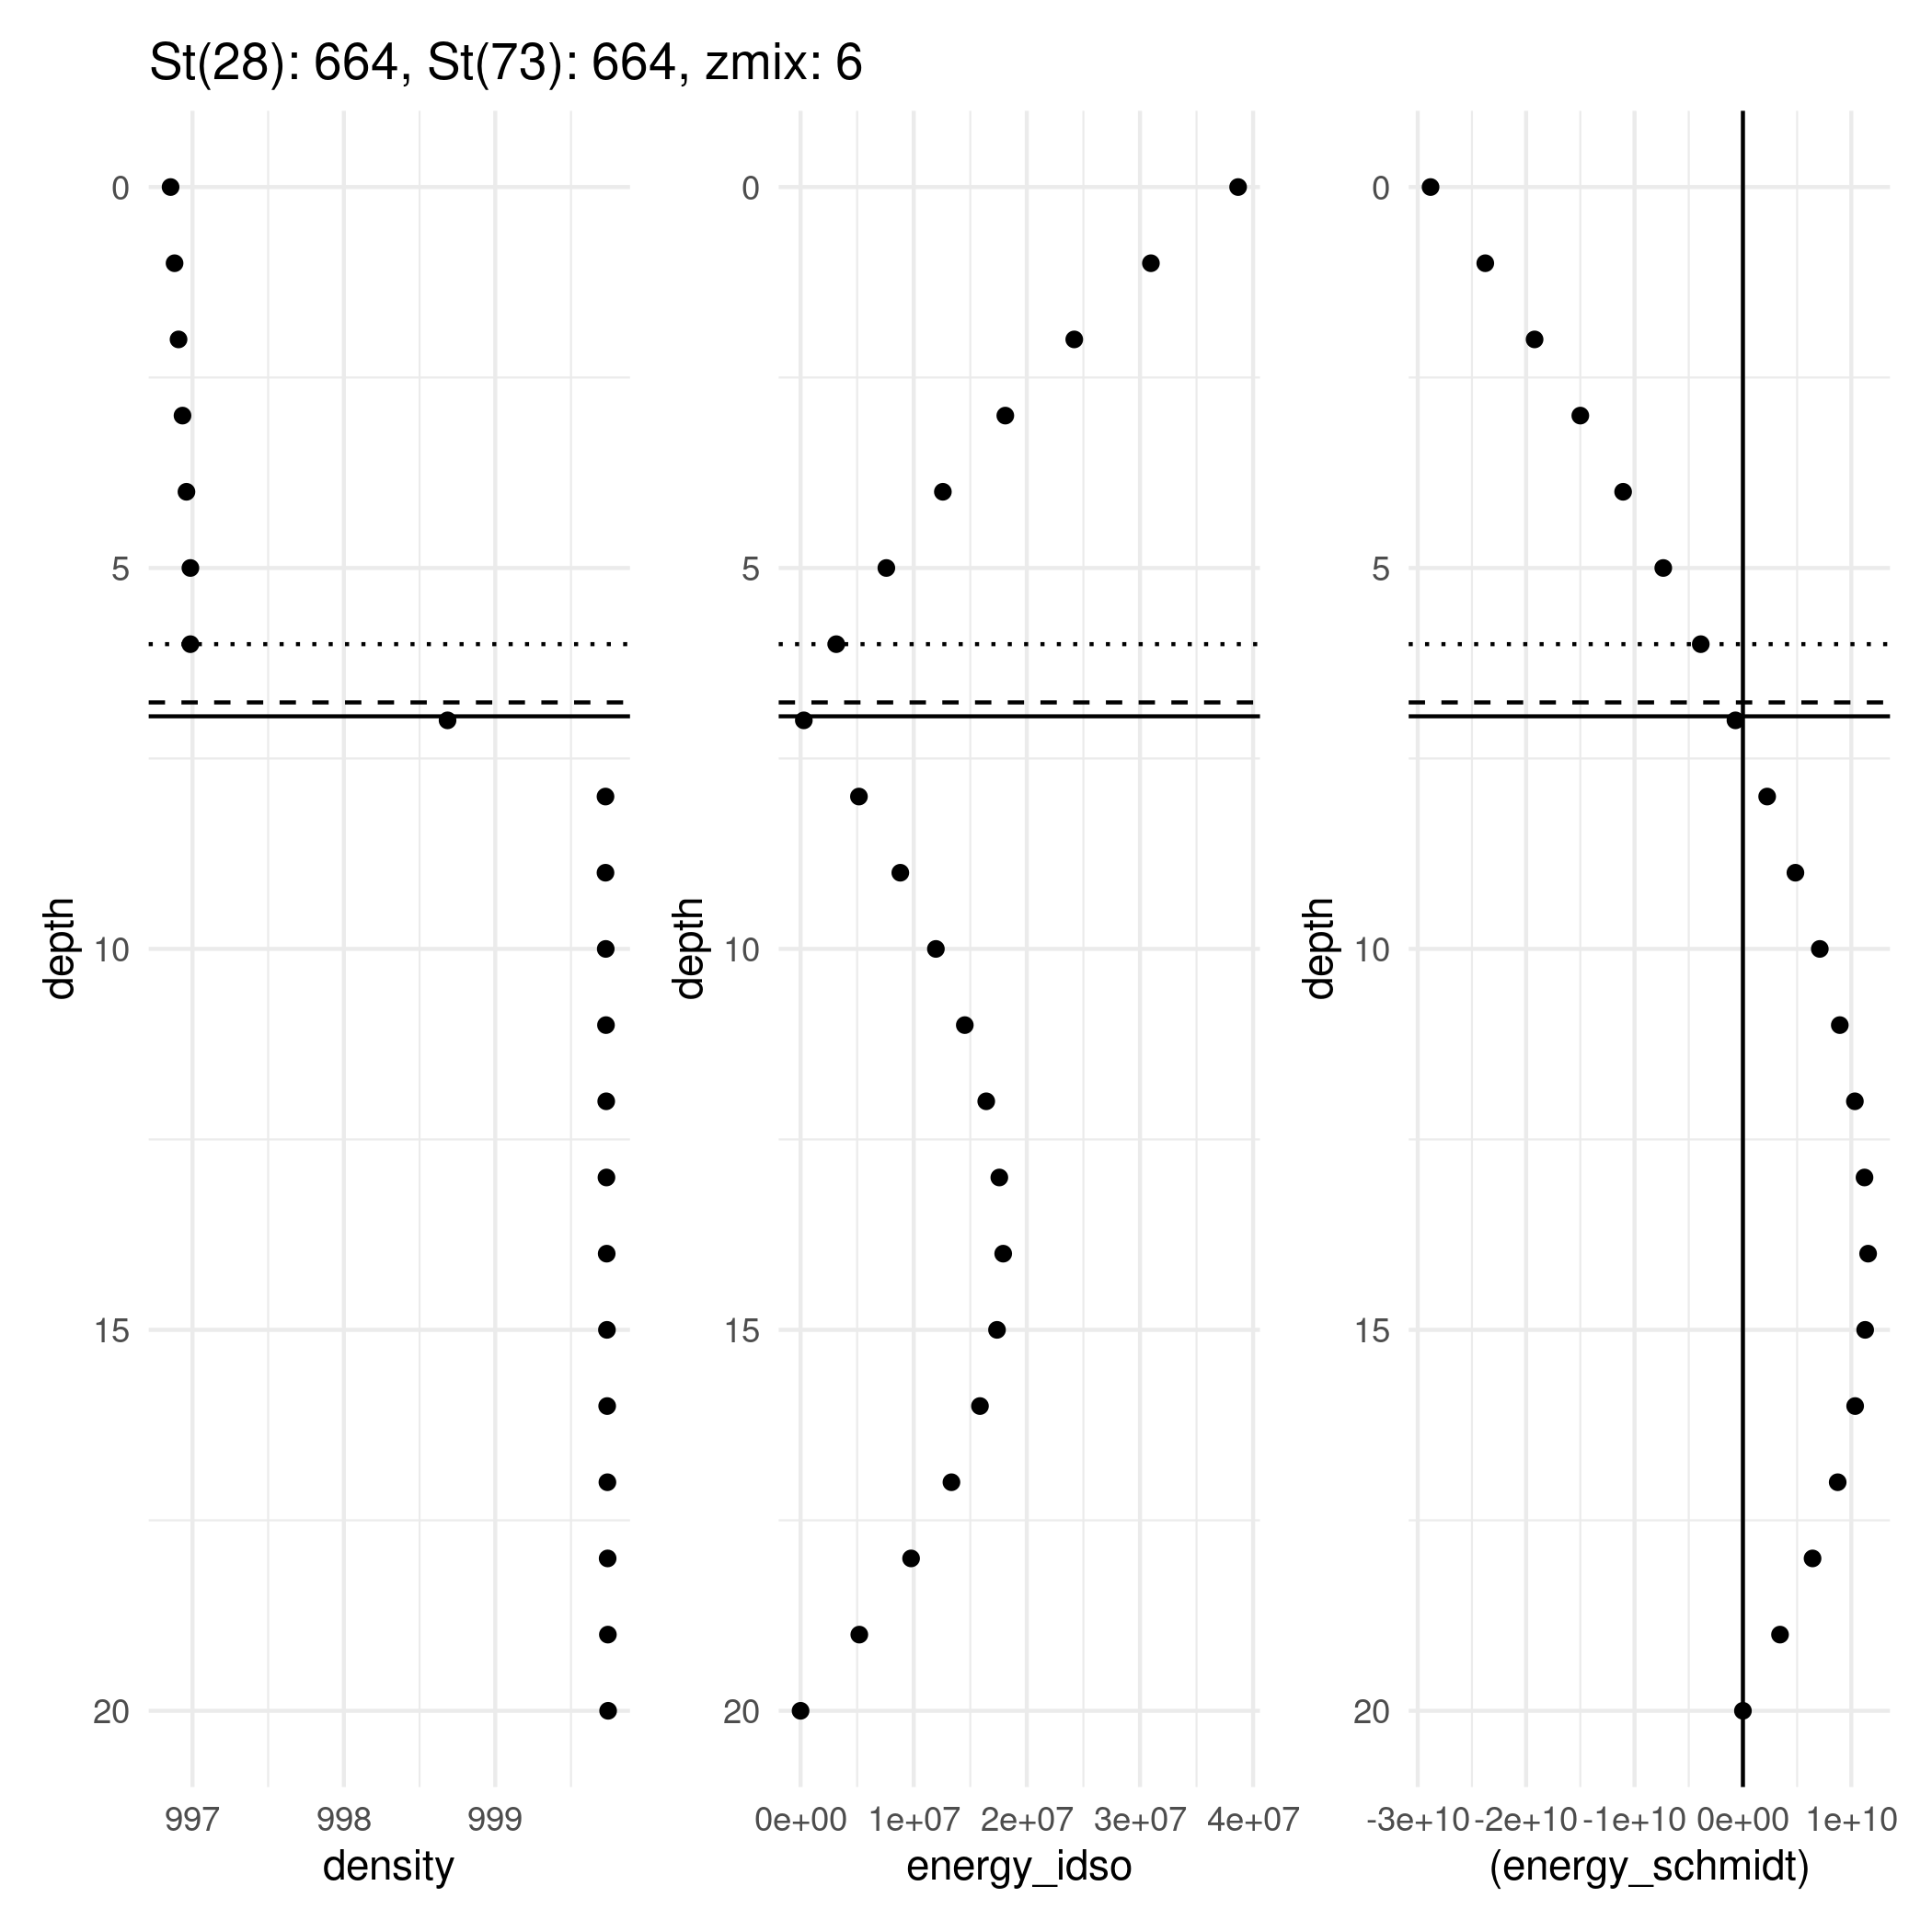 St(28): 664, St(73): 664, zmix: 6
0
5
10
15
20
depth
997 998 999
density
0
5
10
15
20
depth
0e+00 1e+07 2e+07 3e+07 4e+07
energy_idso
0
5
10
15
20
depth
-3e+10 -2e+10 -1e+10 0e+00 1e+10
(energy_schmidt)